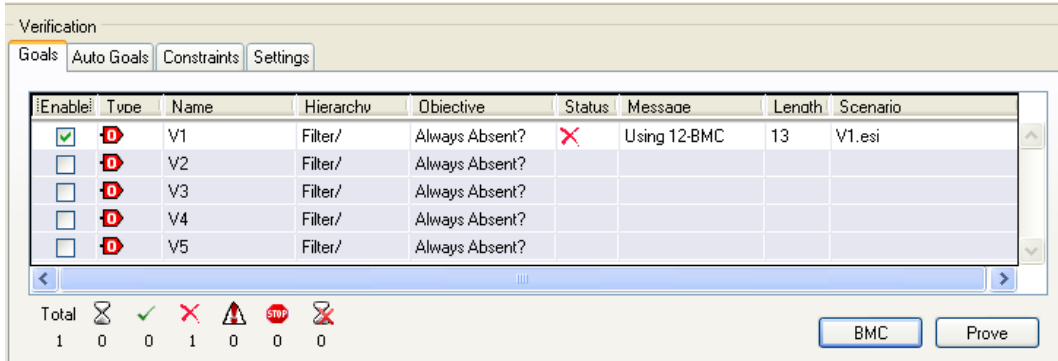 Verification
Goals Auto Goals Constraints Settings
Enable Type Name Hierarchy Objective Status Message Length Scenario
V1 Filter/ Always Absent? Using 12-BMC 13 V1.esi
V2 Filter/ Always Absent?
V3 Filter/ Always Absent?
V4 Filter/ Always Absent?
V5 Filter/ Always Absent?
Total STOP
1 0 0 1 0 0 0
BMC Prove